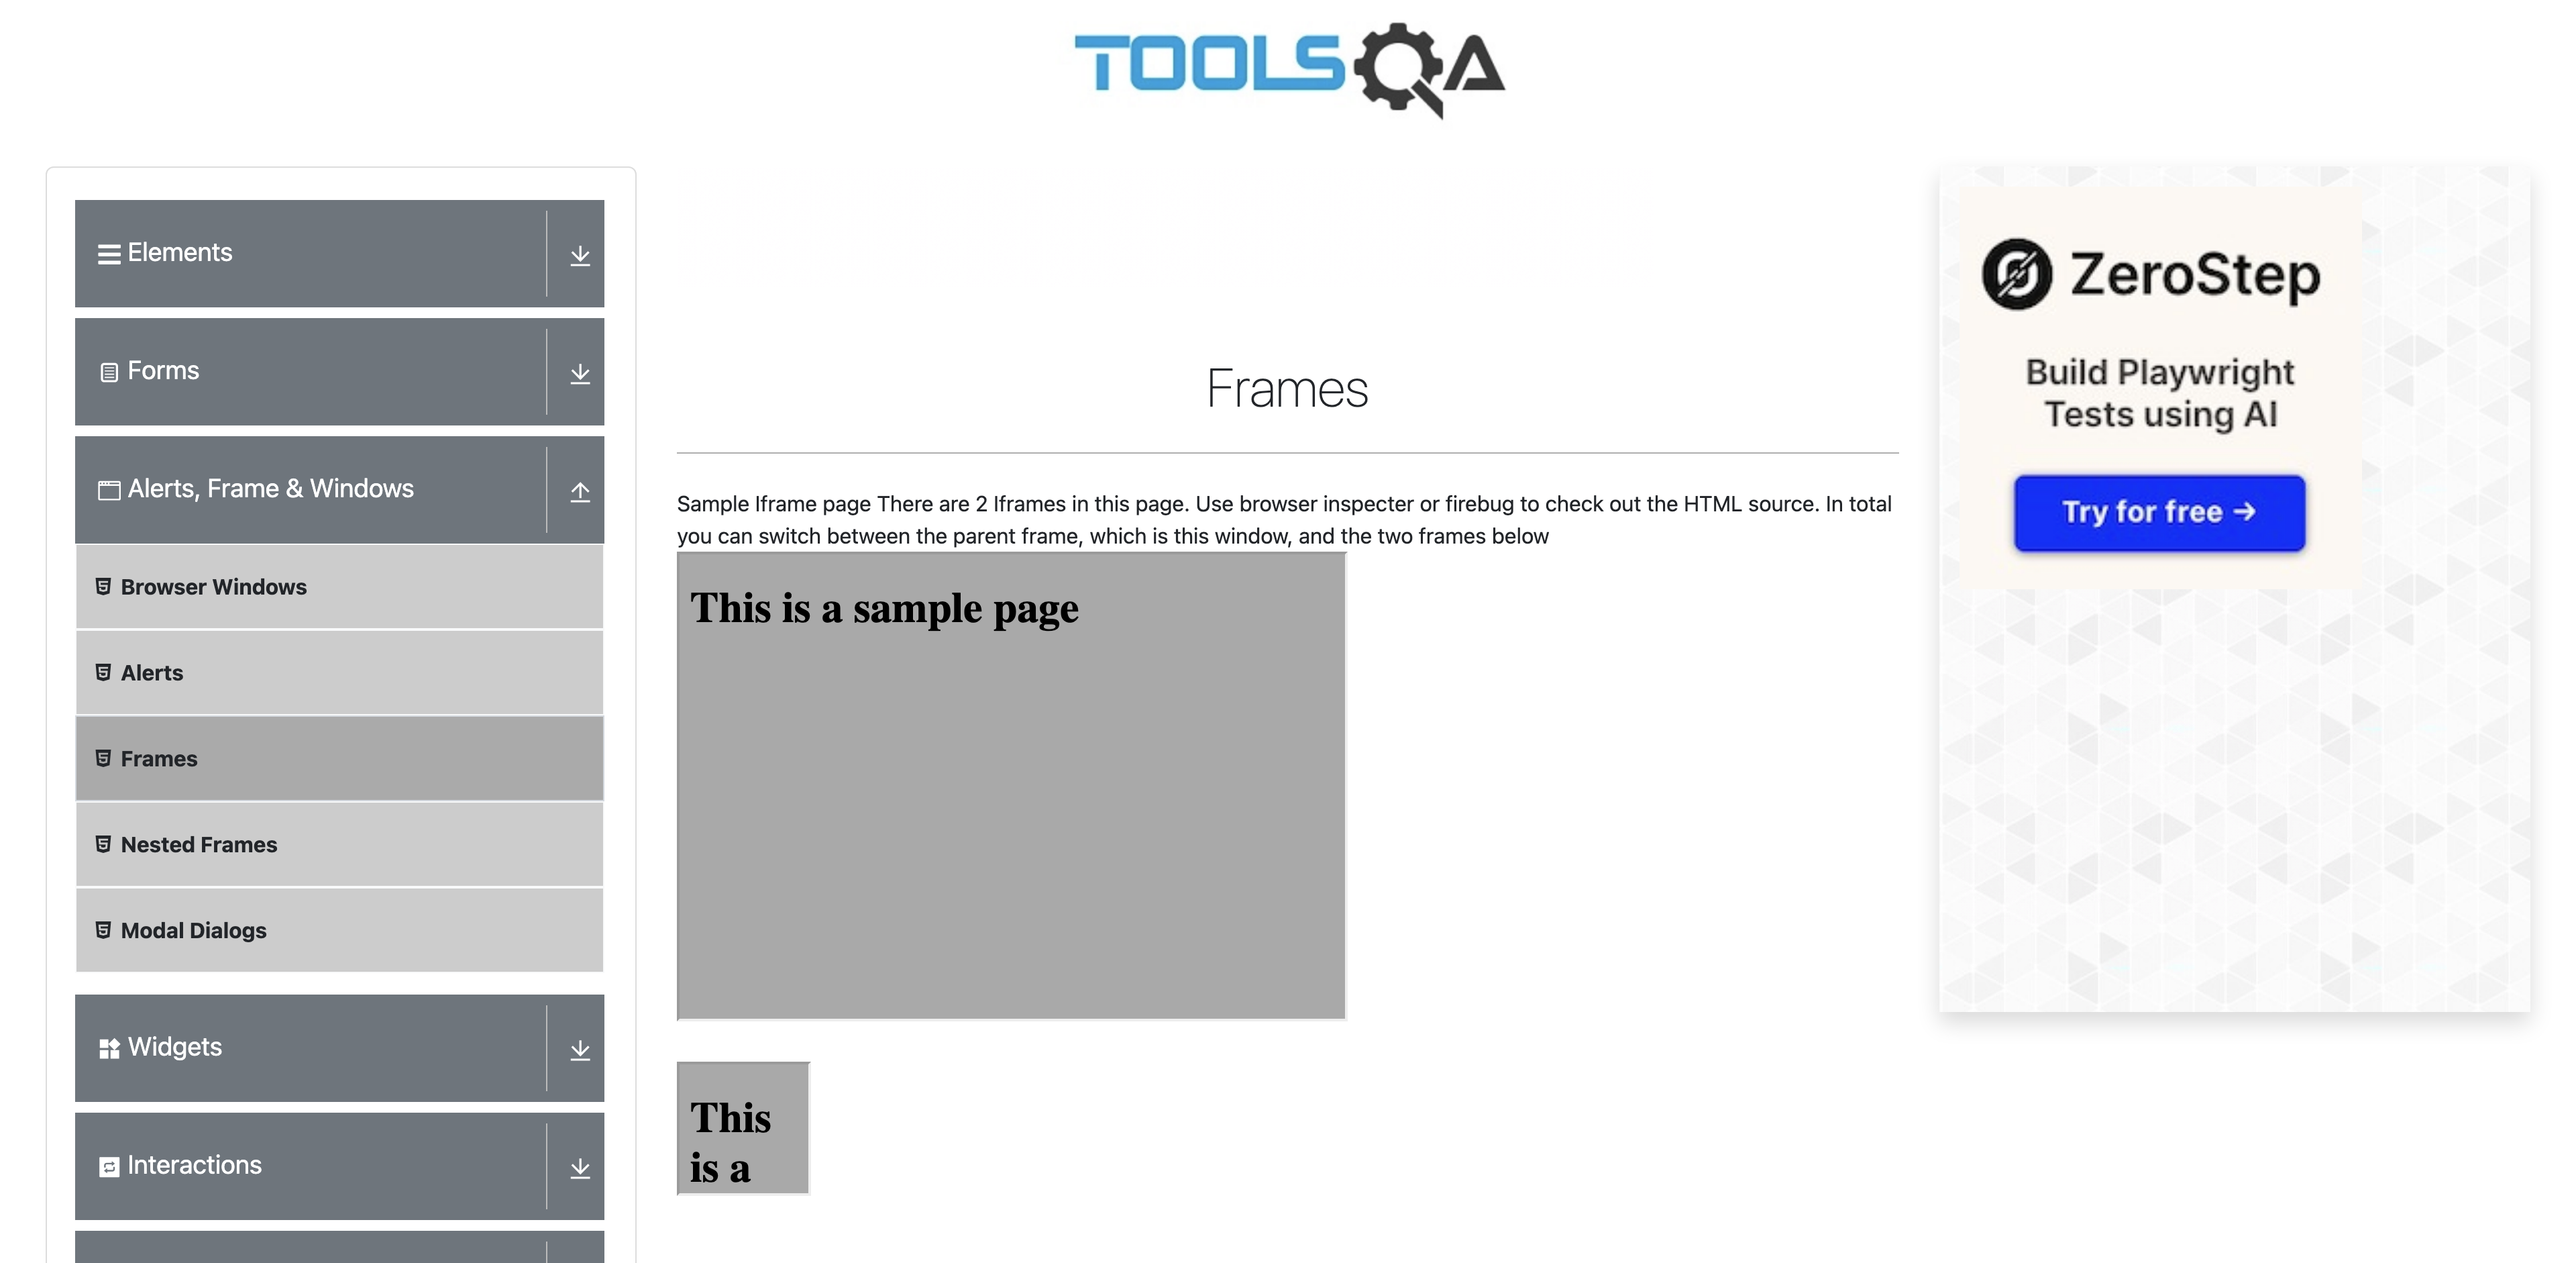 TOOLSQA
Elements
Forms
Alerts, Frame & Windows
Browser Windows
Alerts
Frames
Nested Frames
Modal Dialogs
Widgets
Interactions
Frames
Sample Iframe page There are 2 Iframes in this page. Use browser inspecter or firebug to check out the HTML source. In total
you can switch between the parent frame, which is this window, and the two frames below
This is a sample page
This
is a
ZeroStep
Build Playwright
Tests using AI
Try for free →